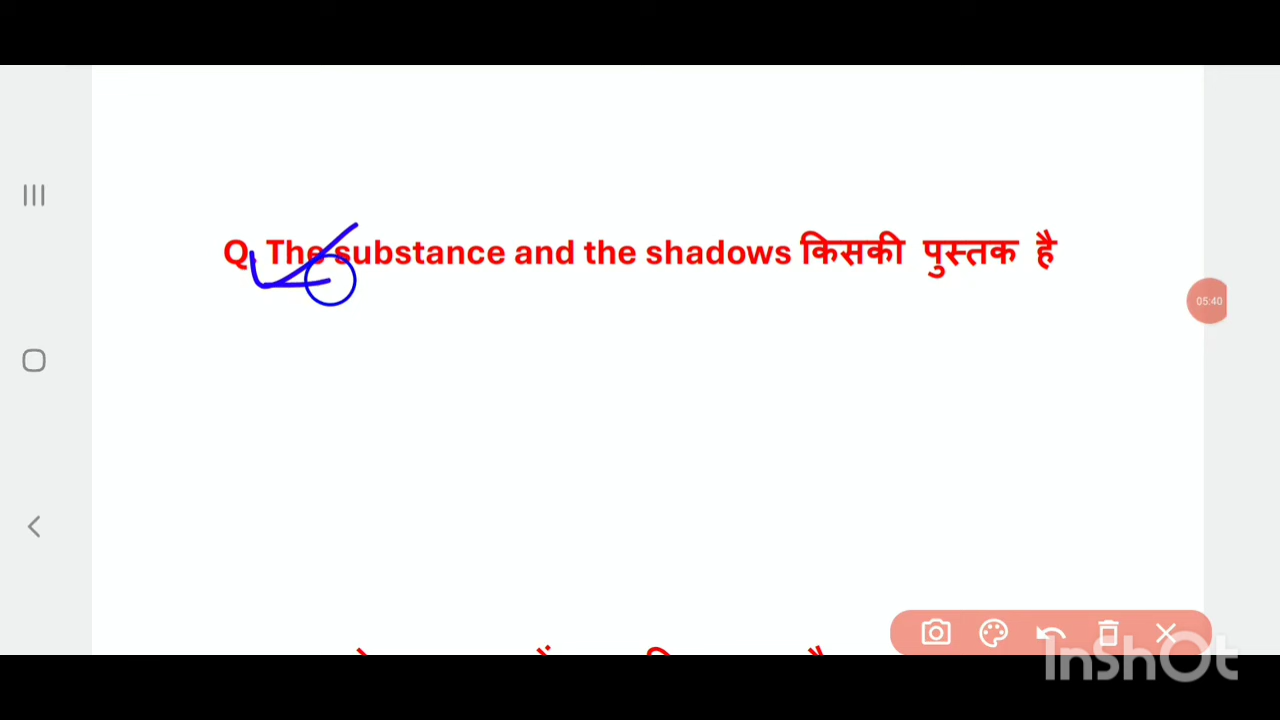 Q. The substance and the shadows किसकी पुस्तक है
05:40
InShOt